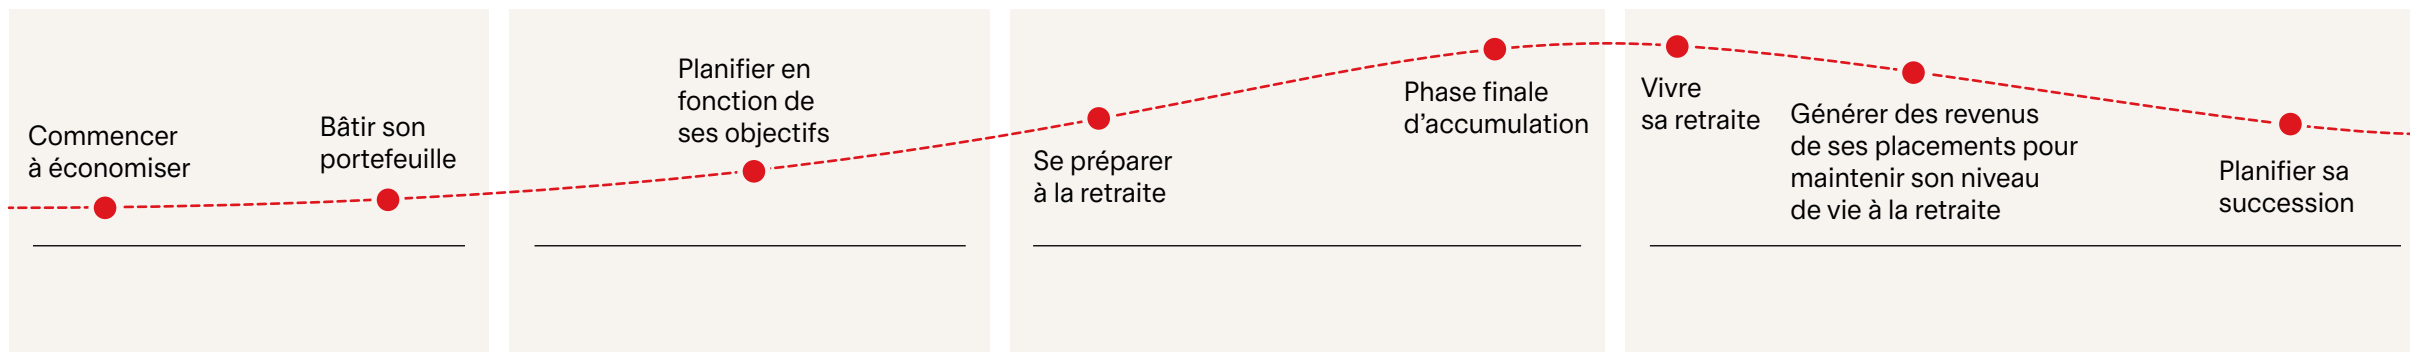 Commencer
à économiser
Bâtir son
portefeuille
Planifier en
fonction de
ses objectifs
Se préparer
à la retraite
Phase finale
d’accumulation
Vivre
sa retraite
Générer des revenus
de ses placements pour
maintenir son niveau
de vie à la retraite
Planifier sa
succession